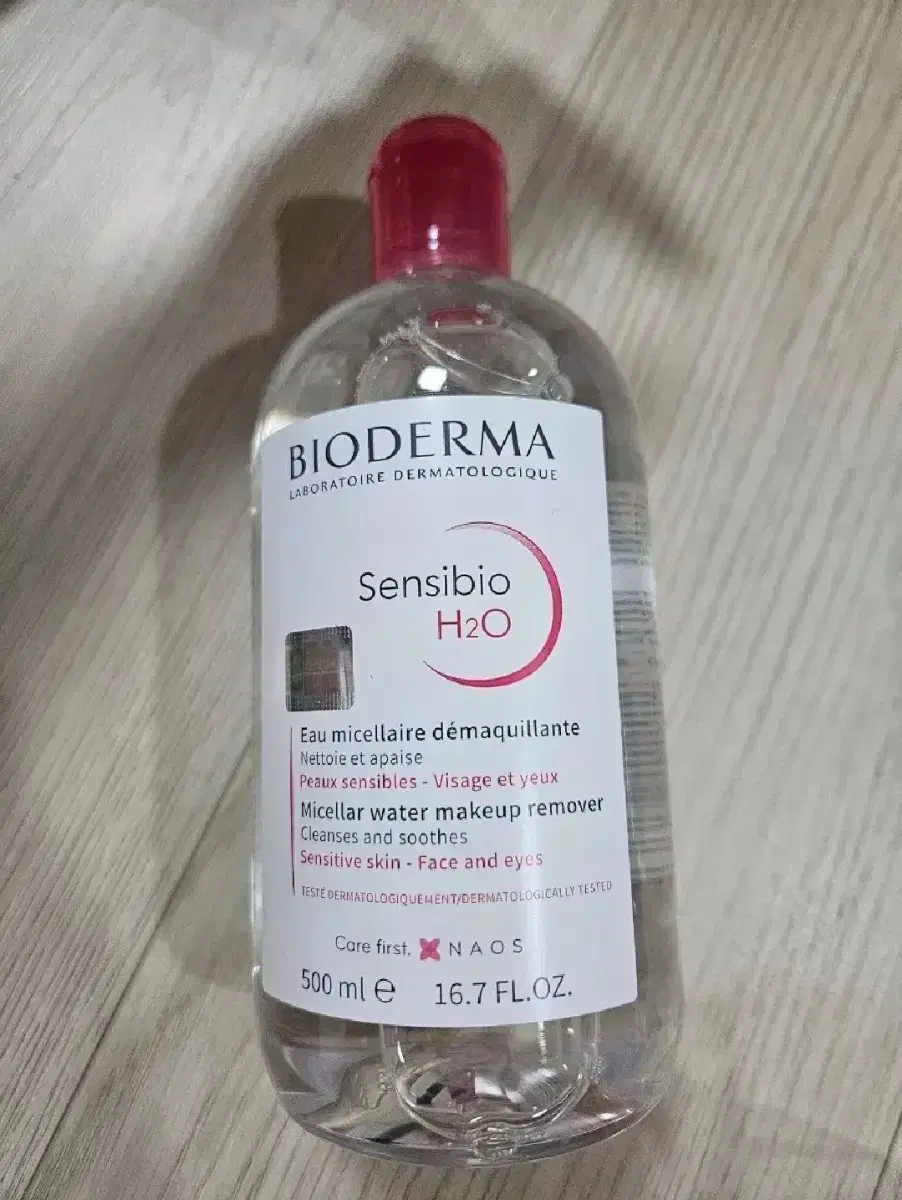 BIODERMA
LABORATOIRE DERMATOLOGIQUE
Sensibio
H2O
Eau micellaire démaquillante
Nettoie et apaise
Peaux sensibles - Visage et yeux
Micellar water makeup remover
Cleanses and soothes
Sensitive skin - Face and eyes
TESTÉ DERMATOLOGIQUEMENT/DERMATOLOGICALLY TESTED
Care first. NAOS
500 ml e 16.7 FL.OZ.